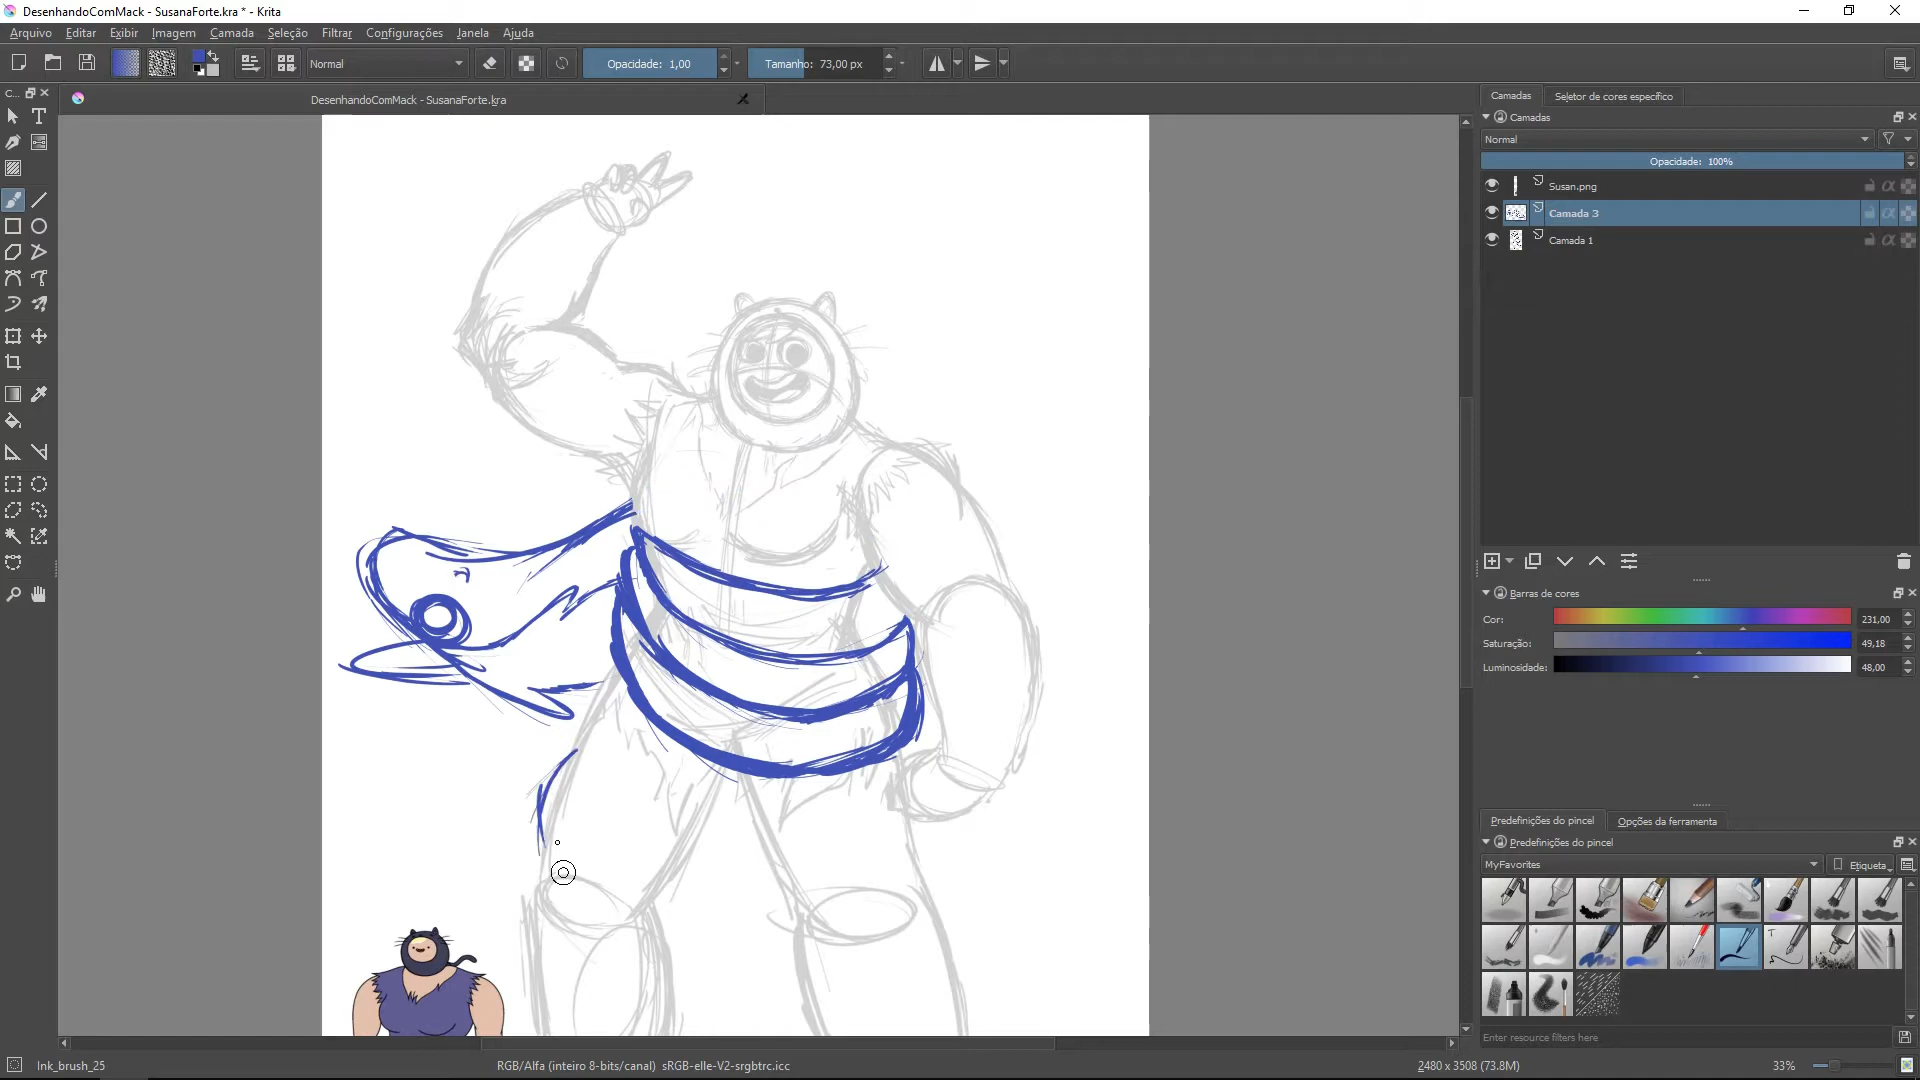 DesenhandoComMack - SusanaForte.kra * - Krita
Arquivo Editar Exibir Imagem Camada Seleção Filtrar Configurações Janela Ajuda
Normal Opacidade: 1,00 Tamanho: 73,00 px
C...
DesenhandoComMack - SusanaForte.kra
Camadas Seletor de cores específico
Camadas
Normal
Opacidade: 100%
Susan.png
Camada 3
Camada 1
Barras de cores
Cor: 231,00
Saturação: 49,18
Luminosidade: 48,00
Predefinições do pincel Opções da ferramenta
Predefinições do pincel
MyFavorites Etiqueta
Enter resource filters here
Ink_brush_25 RGB/Alfa (inteiro 8-bits/canal) sRGB-elle-V2-srgbtrc.icc 2480 x 3508 (73.8M) 33%